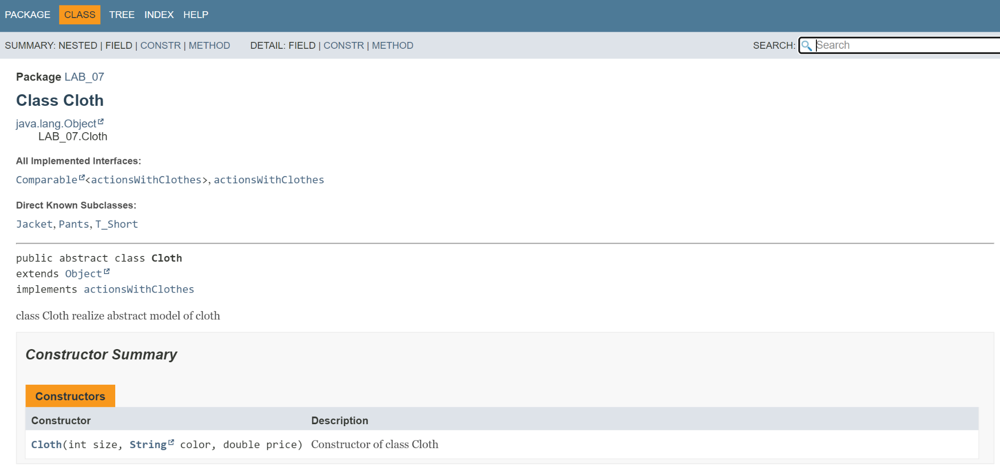 PACKAGE CLASS TREE INDEX HELP
SUMMARY: NESTED | FIELD | CONSTR | METHOD DETAIL: FIELD | CONSTR | METHOD SEARCH: Search
Package LAB_07
Class Cloth
java.lang.Object
LAB_07.Cloth
All Implemented Interfaces:
Comparable<actionsWithClothes>, actionsWithClothes
Direct Known Subclasses:
Jacket, Pants, T_Short
public abstract class Cloth
extends Object
implements actionsWithClothes
class Cloth realize abstract model of cloth
Constructor Summary
Constructors
Constructor Description
Cloth(int size, String color, double price) Constructor of class Cloth